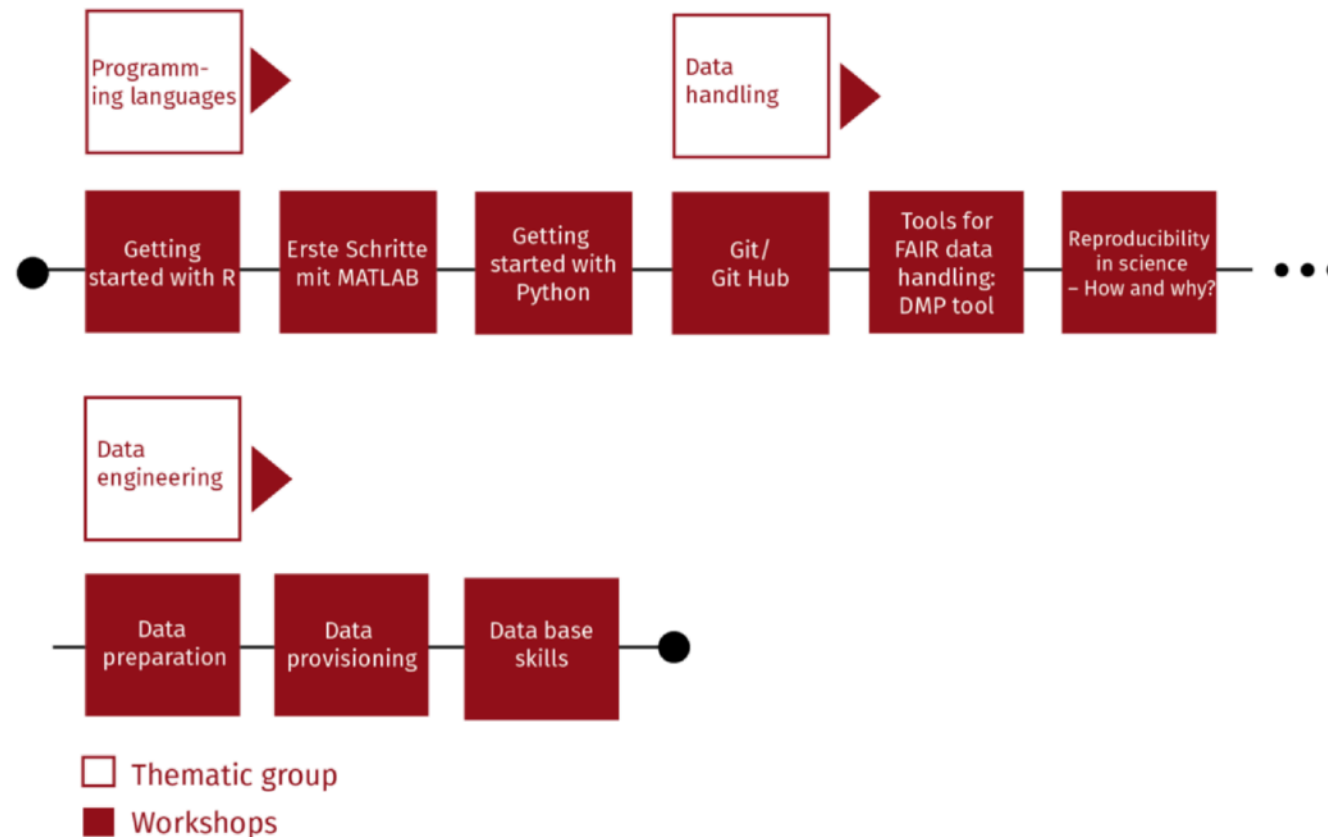 Programm-
ing languages
Data
handling
Getting
started with R
Erste Schritte
mit MATLAB
Getting
started with
Python
Git/
Git Hub
Tools for
FAIR data
handling:
DMP tool
Reproducibility
in science
– How and why?
Data
engineering
Data
preparation
Data
provisioning
Data base
skills
Thematic group
Workshops